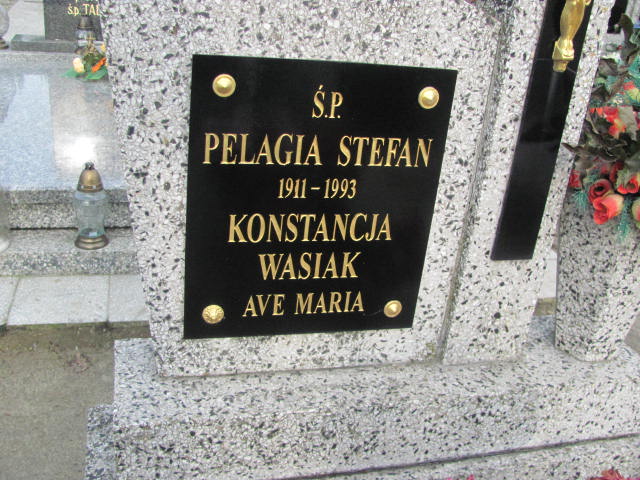 Ś.P.
PELAGIA STEFAN
1911 - 1993
KONSTANCJA
WASIAK
AVE MARIA
ś.p.